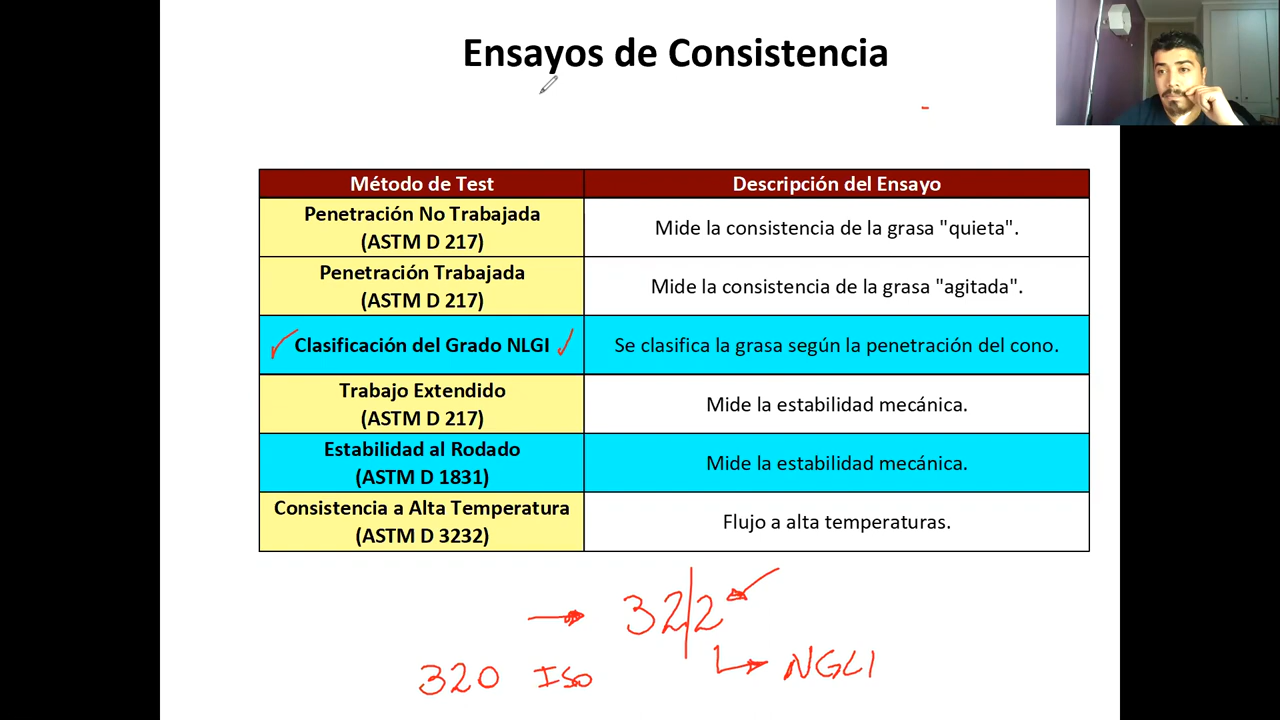 Ensayos de Consistencia
Método de Test
Descripción del Ensayo
Penetración No Trabajada
(ASTM D 217)
Mide la consistencia de la grasa "quieta".
Penetración Trabajada
(ASTM D 217)
Mide la consistencia de la grasa "agitada".
Clasificación del Grado NLGI
Se clasifica la grasa según la penetración del cono.
Trabajo Extendido
(ASTM D 217)
Mide la estabilidad mecánica.
Estabilidad al Rodado
(ASTM D 1831)
Mide la estabilidad mecánica.
Consistencia a Alta Temperatura
(ASTM D 3232)
Flujo a alta temperaturas.
32/2
320 ISO
NGLI